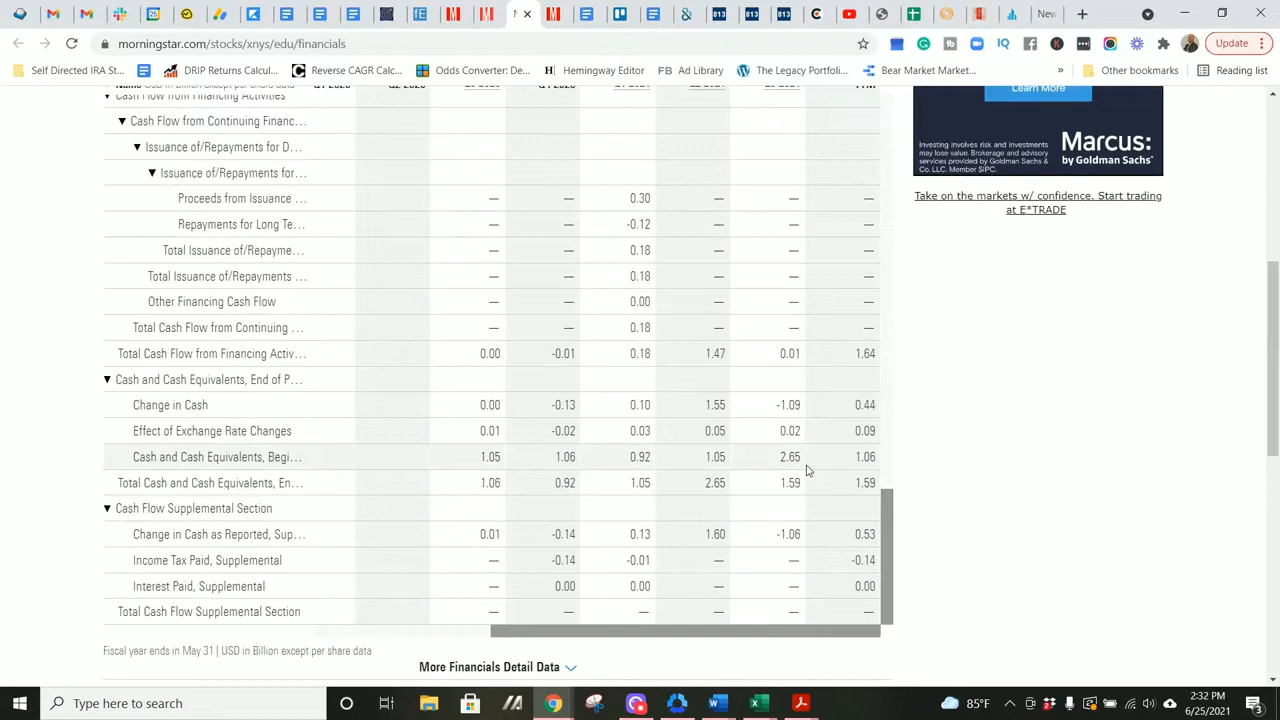 813
813
813
morningstar.com/stocks/xnys/edu/financials
Update
Self Directed IRA St...
DRIP Returns Calcu...
Reverse CAGR Calc...
Odds Converter: De...
Hemingway Editor
FB Ad Library
The Legacy Portfoli...
Bear Market Market...
»
Other bookmarks
Reading list
Cash Flow from Financing Activities
Cash Flow from Continuing Financ...
Issuance of/Repayments for D...
Issuance of/Repayments for...
Proceeds from Issuance ... — — 0.30 — — —
Repayments for Long Te... — — -0.12 — — —
Total Issuance of/Repayme... — — 0.18 — — —
Total Issuance of/Repayments ... — — 0.18 — — —
Other Financing Cash Flow — — 0.00 — — —
Total Cash Flow from Continuing ... — — 0.18 — — —
Total Cash Flow from Financing Activ... 0.00 -0.01 0.18 1.47 0.01 1.64
Cash and Cash Equivalents, End of P...
Change in Cash 0.00 -0.13 0.10 1.55 -1.09 0.44
Effect of Exchange Rate Changes 0.01 -0.02 0.03 0.05 0.02 0.09
Cash and Cash Equivalents, Begi... 1.05 1.06 0.92 1.05 2.65 1.06
Total Cash and Cash Equivalents, En... 1.06 0.92 1.05 2.65 1.59 1.59
Cash Flow Supplemental Section
Change in Cash as Reported, Sup... 0.01 -0.14 0.13 1.60 -1.06 0.53
Income Tax Paid, Supplemental — -0.14 -0.01 — — -0.14
Interest Paid, Supplemental — 0.00 0.00 — — 0.00
Total Cash Flow Supplemental Section — — — — — —
Fiscal year ends in May 31 | USD in Billion except per share data
More Financials Detail Data
Learn More
Investing involves risk and investments
may lose value. Brokerage and advisory
services provided by Goldman Sachs &
Co. LLC. Member SIPC.
Marcus:
by Goldman Sachs®
Take on the markets w/ confidence. Start trading
at E*TRADE
Type here to search
85°F
2:32 PM
6/25/2021
3